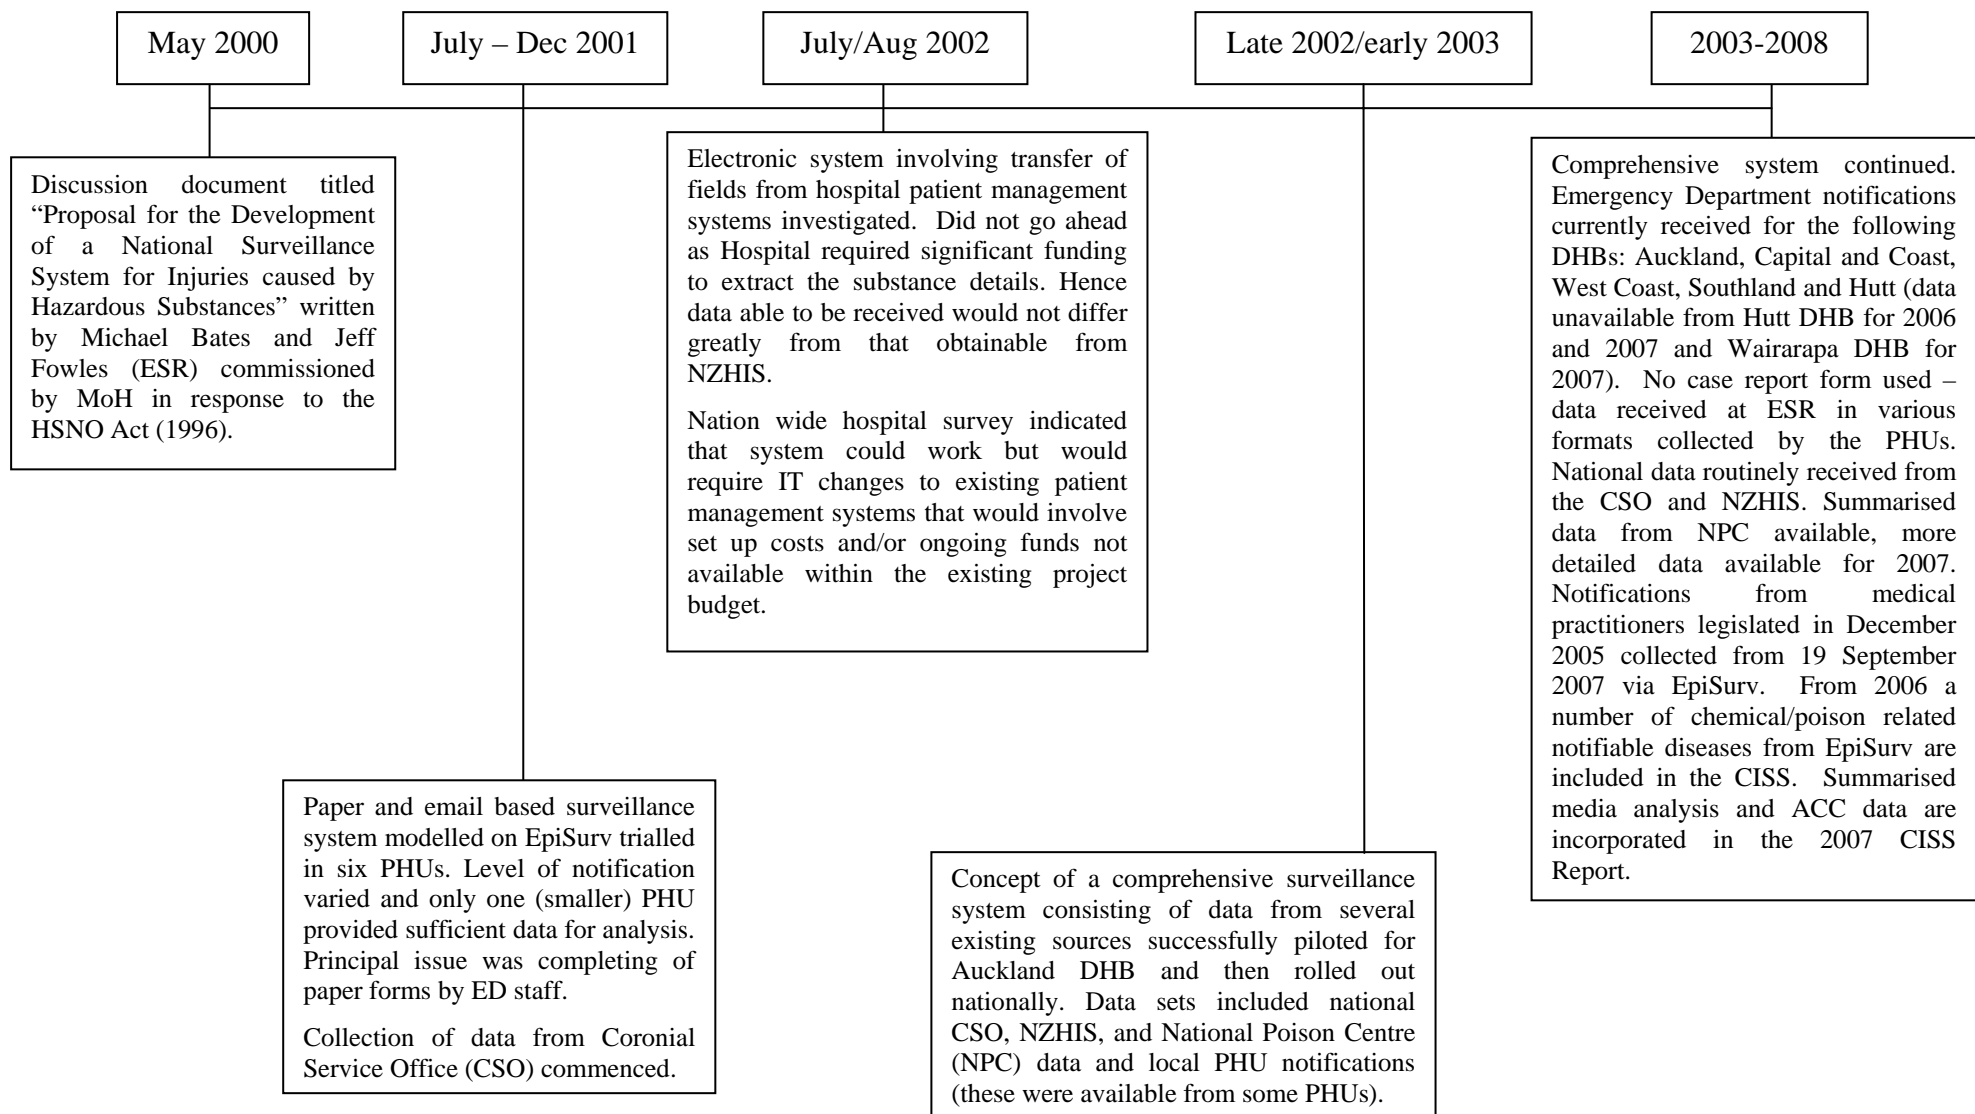 May 2000
July – Dec 2001
July/Aug 2002
Late 2002/early 2003
2003-2008
Discussion document titled
“Proposal for the Development
of a National Surveillance
System for Injuries caused by
Hazardous Substances” written
by Michael Bates and Jeff
Fowles (ESR) commissioned
by MoH in response to the
HSNO Act (1996).
Paper and email based surveillance
system modelled on EpiSurv trialled
in six PHUs. Level of notification
varied and only one (smaller) PHU
provided sufficient data for analysis.
Principal issue was completing of
paper forms by ED staff.
Collection of data from Coronial
Service Office (CSO) commenced.
Electronic system involving transfer of
fields from hospital patient management
systems investigated. Did not go ahead
as Hospital required significant funding
to extract the substance details. Hence
data able to be received would not differ
greatly from that obtainable from
NZHIS.
Nation wide hospital survey indicated
that system could work but would
require IT changes to existing patient
management systems that would involve
set up costs and/or ongoing funds not
available within the existing project
budget.
Concept of a comprehensive surveillance
system consisting of data from several
existing sources successfully piloted for
Auckland DHB and then rolled out
nationally. Data sets included national
CSO, NZHIS, and National Poison Centre
(NPC) data and local PHU notifications
(these were available from some PHUs).
Comprehensive system continued.
Emergency Department notifications
currently received for the following
DHBs: Auckland, Capital and Coast,
West Coast, Southland and Hutt (data
unavailable from Hutt DHB for 2006
and 2007 and Wairarapa DHB for
2007). No case report form used –
data received at ESR in various
formats collected by the PHUs.
National data routinely received from
the CSO and NZHIS. Summarised
data from NPC available, more
detailed data available for 2007.
Notifications from medical
practitioners legislated in December
2005 collected from 19 September
2007 via EpiSurv. From 2006 a
number of chemical/poison related
notifiable diseases from EpiSurv are
included in the CISS. Summarised
media analysis and ACC data are
incorporated in the 2007 CISS
Report.